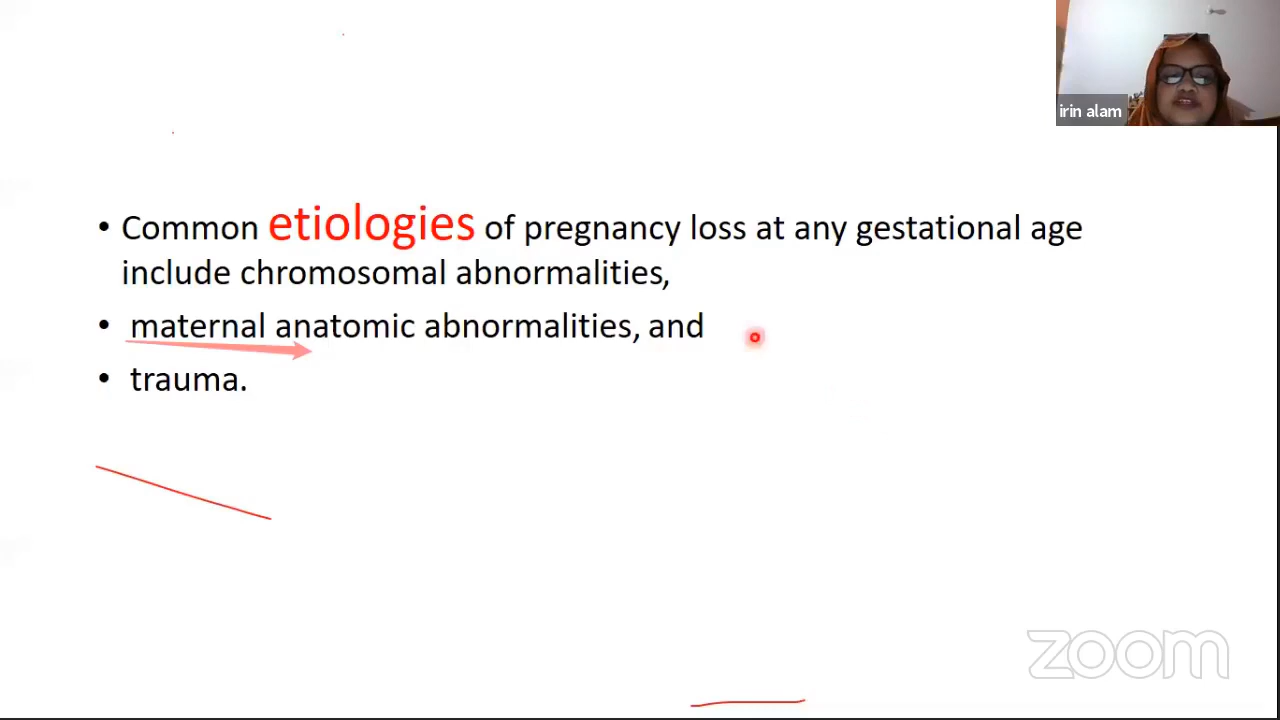 irin alam
• Common etiologies of pregnancy loss at any gestational age
include chromosomal abnormalities,
• maternal anatomic abnormalities, and
• trauma.
zoom